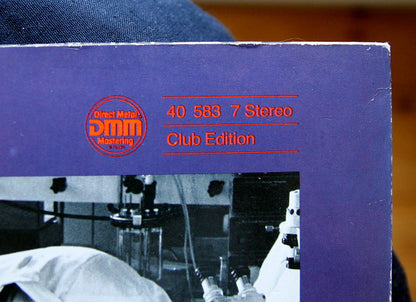 Direct Metal
DMM
Mastering
40 583 7 Stereo
Club Edition